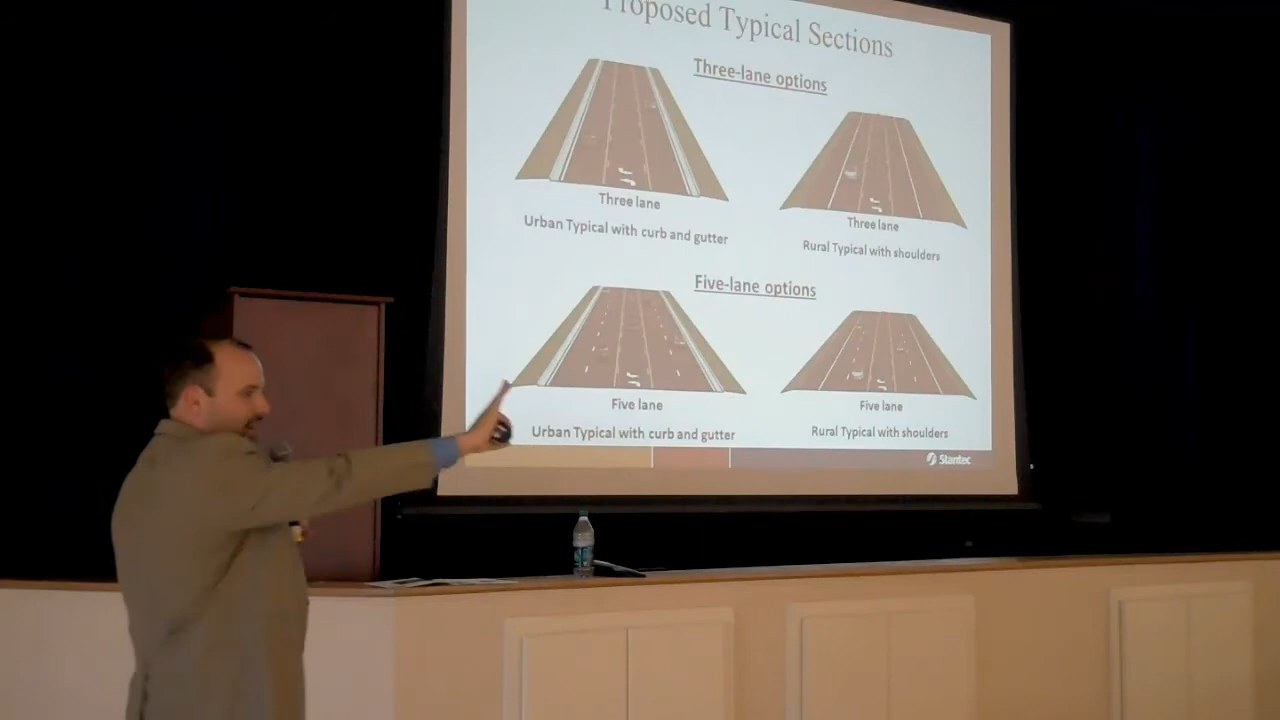 Proposed Typical Sections
Three-lane options
Three lane
Urban Typical with curb and gutter
Three lane
Rural Typical with shoulders
Five-lane options
Five lane
Urban Typical with curb and gutter
Five lane
Rural Typical with shoulders
Stantec